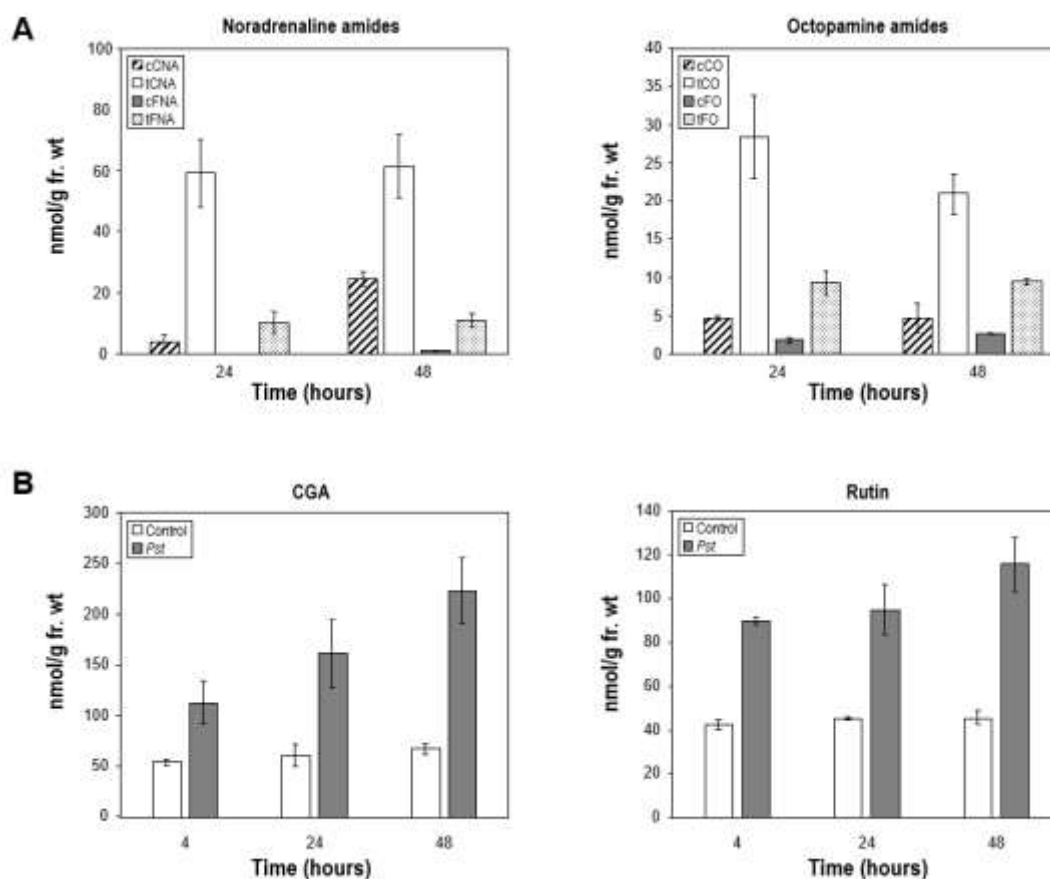 A
Noradrenaline amides
100
80
60
40
20
0
nmol/g fr. wt
cCNA
tCNA
cFNA
tFNA
24 48
Time (hours)
Octopamine amides
40
35
30
25
20
15
10
5
0
nmol/g fr. wt
cCO
tCO
cFO
tFO
24 48
Time (hours)
B
CGA
300
250
200
150
100
50
0
nmol/g fr. wt
Control
Pst
4 24 48
Time (hours)
Rutin
140
120
100
80
60
40
20
0
nmol/g fr. wt
Control
Pst
4 24 48
Time (hours)